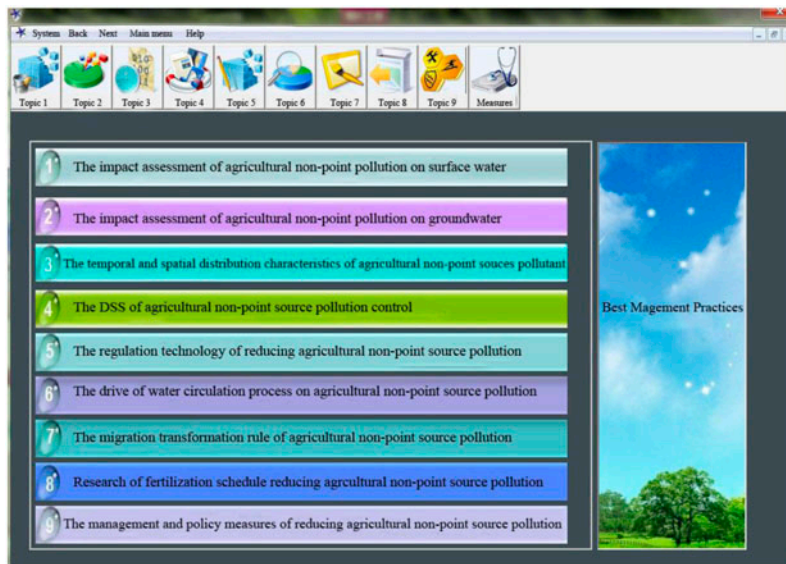 System Back Next Main menu Help
Topic 1 Topic 2 Topic 3 Topic 4 Topic 5 Topic 6 Topic 7 Topic 8 Topic 9 Measures
1 The impact assessment of agricultural non-point pollution on surface water
2 The impact assessment of agricultural non-point pollution on groundwater
3 The temporal and spatial distribution characteristics of agricultural non-point souces pollutant
4 The DSS of agricultural non-point source pollution control
5 The regulation technology of reducing agricultural non-point source pollution
6 The drive of water circulation process on agricultural non-point source pollution
7 The migration transformation rule of agricultural non-point source pollution
8 Research of fertilization schedule reducing agrcultural non-point source pollution
9 The management and policy measures of reducing agricultural non-point source pollution
Best Magement Practices